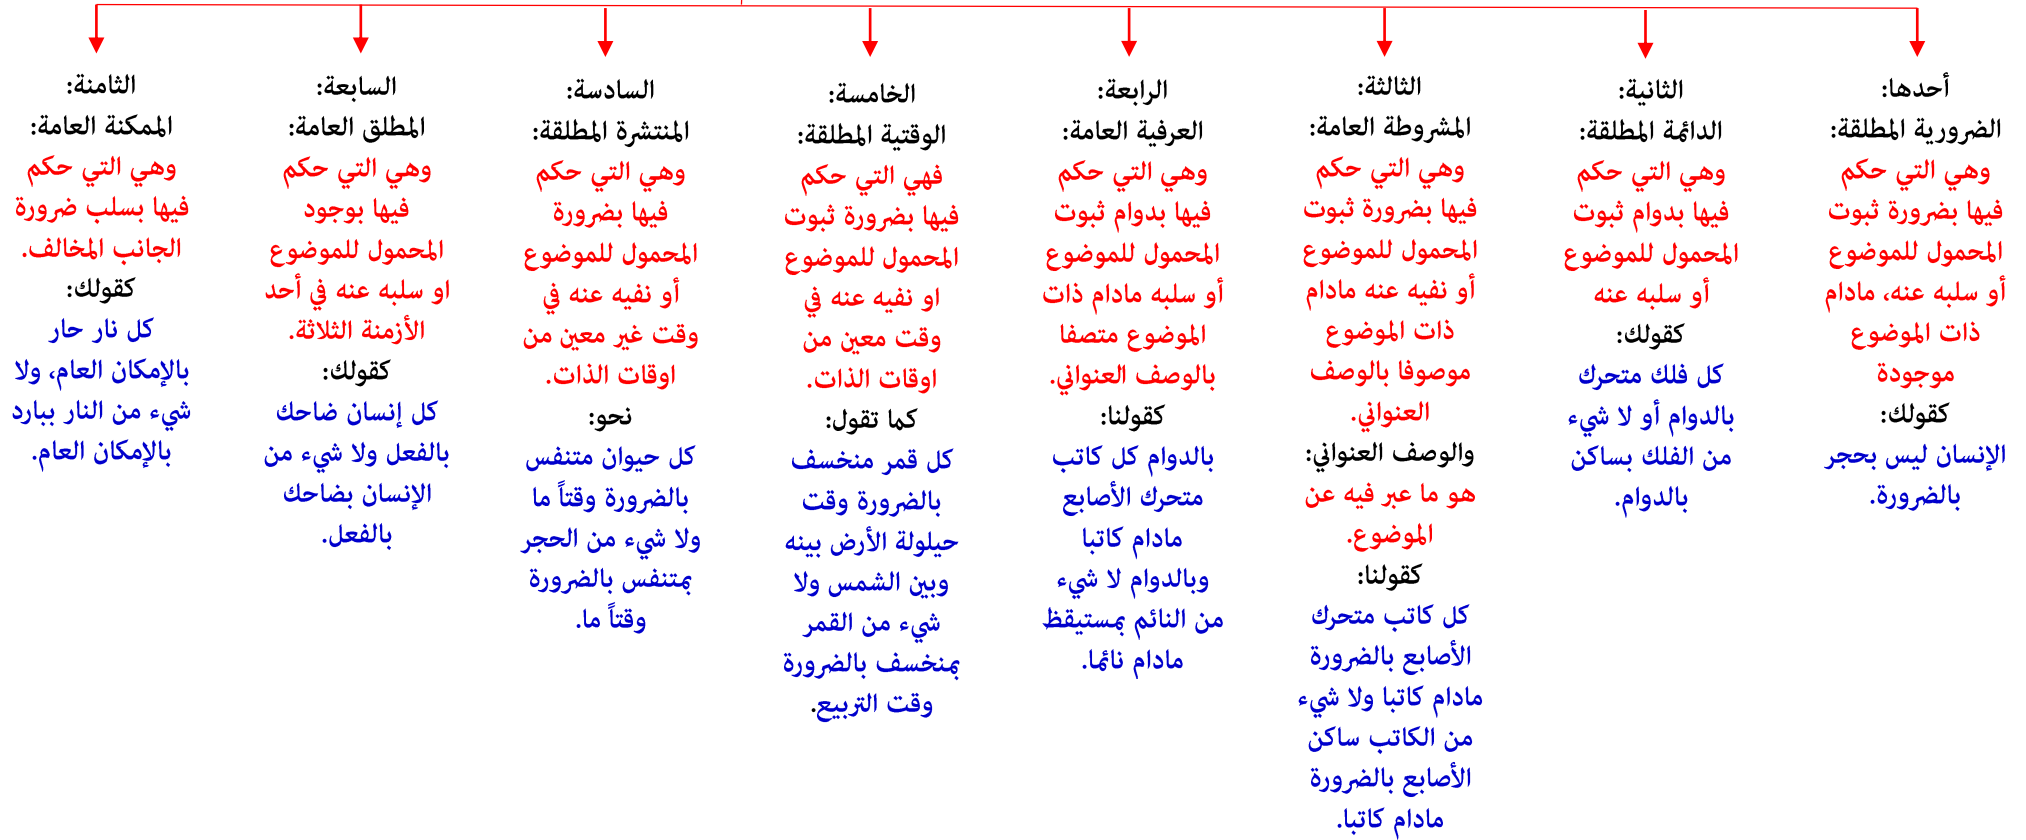 أحدها:
الضرورية المطلقة:
وهي التي حكم
فيها بضرورة ثبوت
المحمول للموضوع
أو سلبه عنه، مادام
ذات الموضوع
موجودة
كقولك:
الإنسان ليس بحجر
بالضرورة.
الثانية:
الدائمة المطلقة:
وهي التي حكم
فيها بدوام ثبوت
المحمول للموضوع
أو سلبه عنه
كقولك:
كل فلك متحرك
بالدوام أو لا شيء
من الفلك بساكن
بالدوام.
الثالثة:
المشروطة العامة:
وهي التي حكم
فيها بضرورة ثبوت
المحمول للموضوع
أو نفيه عنه مادام
ذات الموضوع
موصوفا بالوصف
العنواني.
والوصف العنواني:
هو ما عبر فيه عن
الموضوع.
كقولنا:
كل كاتب متحرك
الأصابع بالضرورة
مادام كاتبا ولا شيء
من الكاتب ساكن
الأصابع بالضرورة
مادام كاتبا.
الرابعة:
العرفية العامة:
وهي التي حكم
فيها بدوام ثبوت
المحمول للموضوع
أو سلبه مادام ذات
الموضوع متصفا
بالوصف العنواني.
كقولنا:
بالدوام كل كاتب
متحرك الأصابع
مادام كاتبا
وبالدوام لا شيء
من النائم بمستيقظ
مادام نائما.
الخامسة:
الوقتية المطلقة:
فهي التي حكم
فيها بضرورة ثبوت
المحمول للموضوع
او نفيه عنه في
وقت معين من
اوقات الذات.
كما تقول:
كل قمر منخسف
بالضرورة وقت
حيلولة الأرض بينه
وبين الشمس ولا
شيء من القمر
بمنخسف بالضرورة
وقت التربيع.
السادسة:
المنتشرة المطلقة:
وهي التي حكم
فيها بضرورة
المحمول للموضوع
أو نفيه عنه في
وقت غير معين من
اوقات الذات.
نحو:
كل حيوان متنفس
بالضرورة وقتاً ما
ولا شيء من الحجر
بمتنفس بالضرورة
وقتاً ما.
السابعة:
المطلق العامة:
وهي التي حكم
فيها بوجود
المحمول للموضوع
او سلبه عنه في أحد
الأزمنة الثلاثة.
كقولك:
كل إنسان ضاحك
بالفعل ولا شيء من
الإنسان بضاحك
بالفعل.
الثامنة:
الممكنة العامة:
وهي التي حكم
فيها بسلب ضرورة
الجانب المخالف.
كقولك:
كل نار حار
بالإمكان العام، ولا
شيء من النار ببارد
بالإمكان العام.